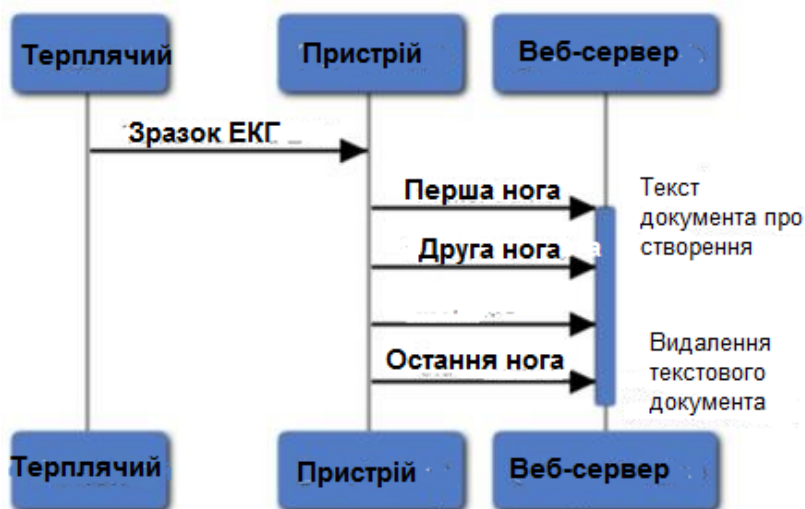 Терплячий
Пристрій
Веб-сервер
Зразок ЕКГ
Перша нога
Текст
документа про
створення
Друга нога
Остання нога
Видалення
текстового
документа
Терплячий
Пристрій
Веб-сервер